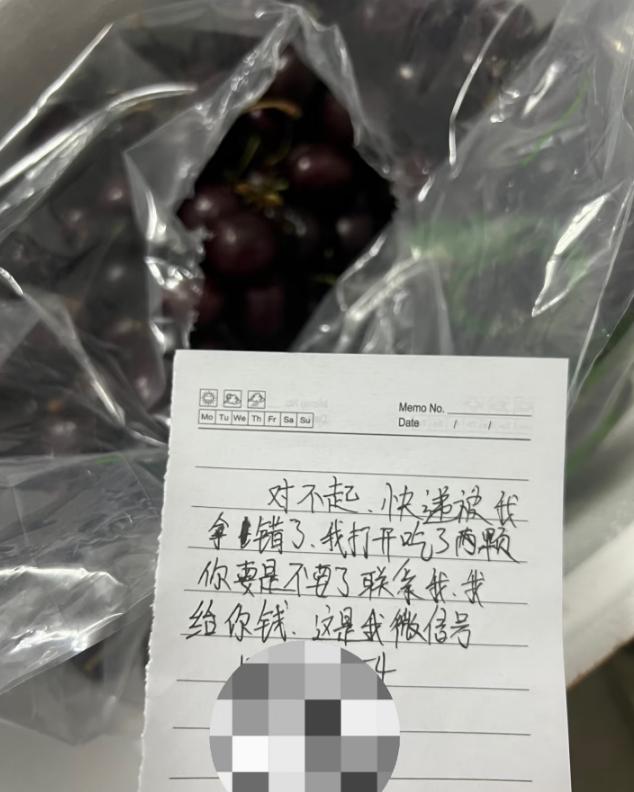 Mo Tu We Th Fr Sa Su
Memo No.
Date / /
对不起、快递被我
拿错了、我打开吃了两颗
你要是不要了联系我、我
给你钱、这是我微信号